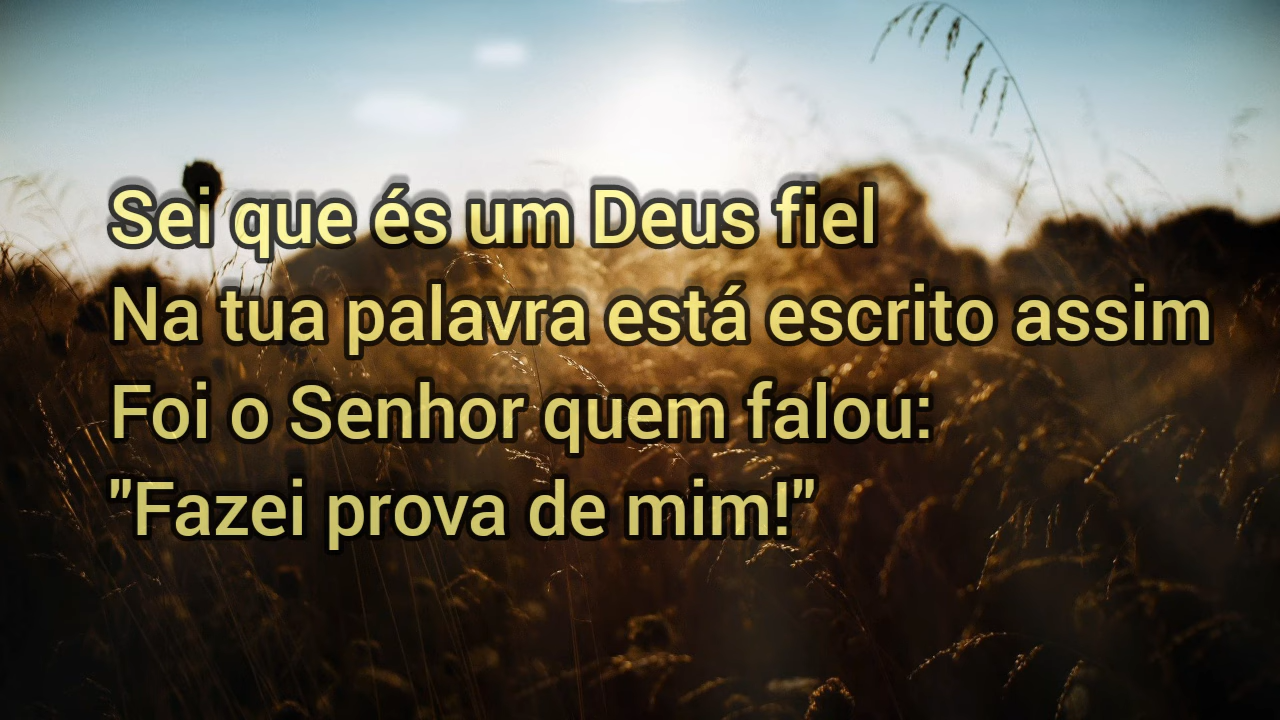 Sei que és um Deus fiel
Na tua palavra está escrito assim
Foi o Senhor quem falou:
"Fazei prova de mim!"